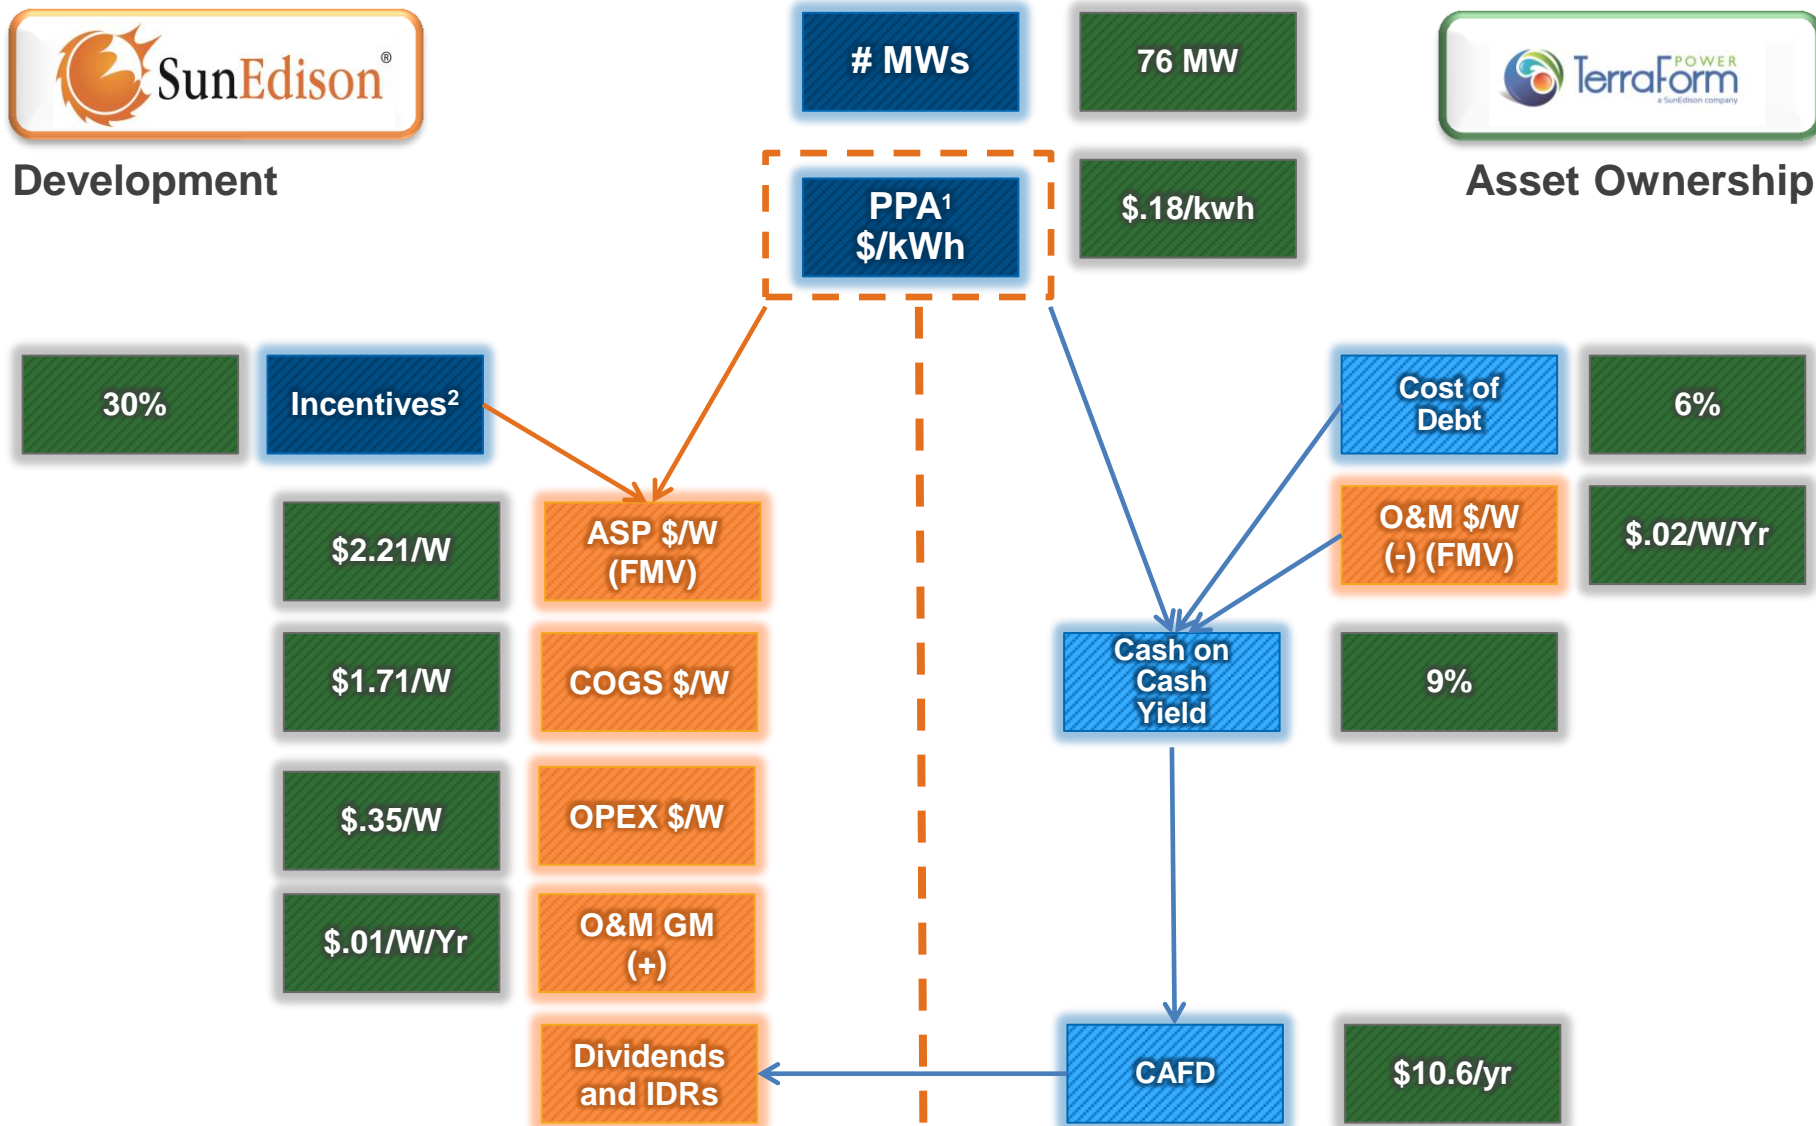 SunEdison®
# MWs
76 MW
TerraForm
POWER
a SunEdison company
Development
Asset Ownership
PPA¹
$/kWh
$.18/kwh
30%
Incentives²
Cost of
Debt
6%
$2.21/W
ASP $/W
(FMV)
O&M $/W
(-) (FMV)
$.02/W/Yr
$1.71/W
COGS $/W
Cash on
Cash
Yield
9%
$.35/W
OPEX $/W
$.01/W/Yr
O&M GM
(+)
Dividends
and IDRs
CAFD
$10.6/yr